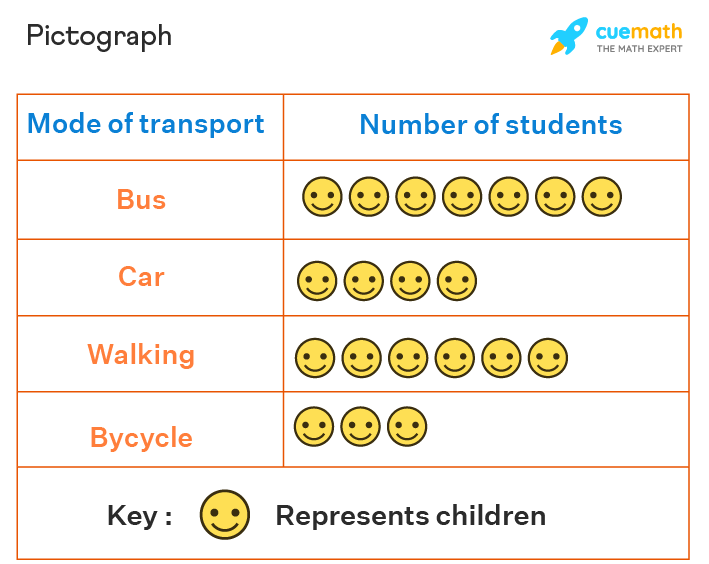 Pictograph
cuemath
THE MATH EXPERT
Mode of transport
Number of students
Bus
Car
Walking
Bycycle
Key :
Represents children